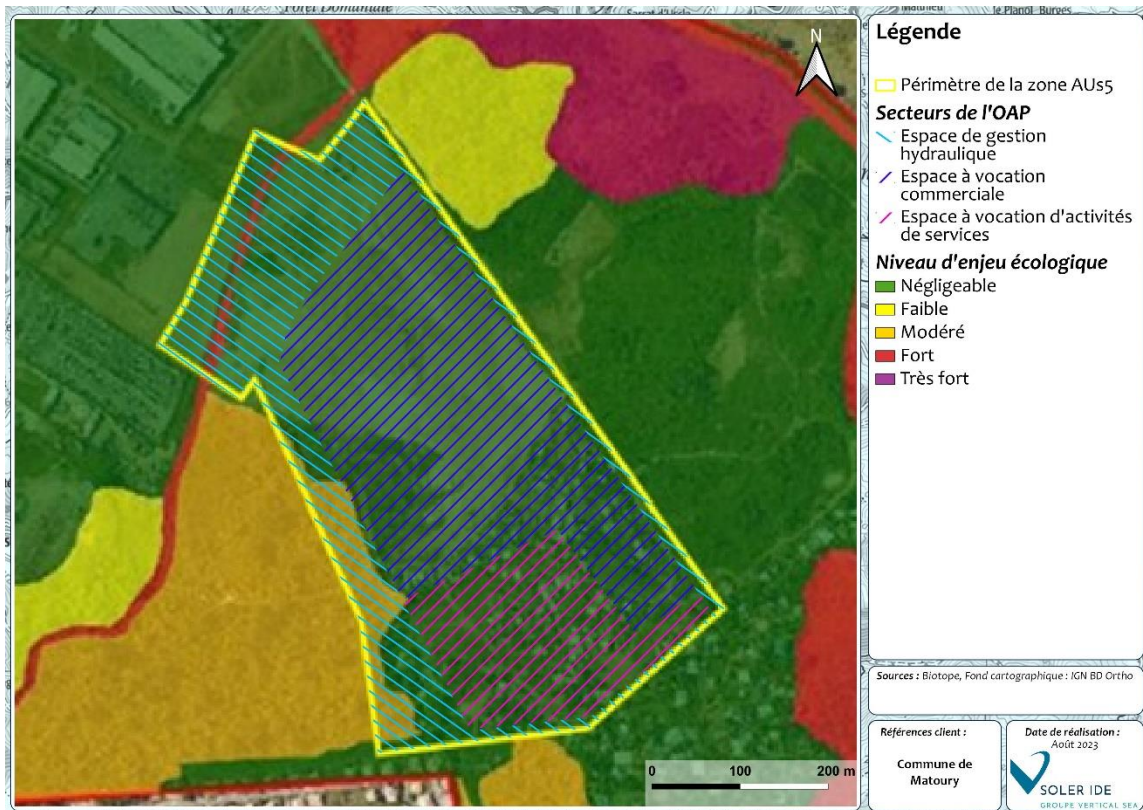 Légende
Périmètre de la zone AUs5
Secteurs de l'OAP
Espace de gestion
hydraulique
Espace à vocation
commerciale
Espace à vocation d'activités
de services
Niveau d'enjeu écologique
Négligeable
Faible
Modéré
Fort
Très fort
N
0 100 200 m
Sources : Biotope, Fond cartographique : IGN BD Ortho
Références client :
Commune de
Matoury
Date de réalisation :
Août 2023
SOLER IDE
GROUPE VERTICAL SEA